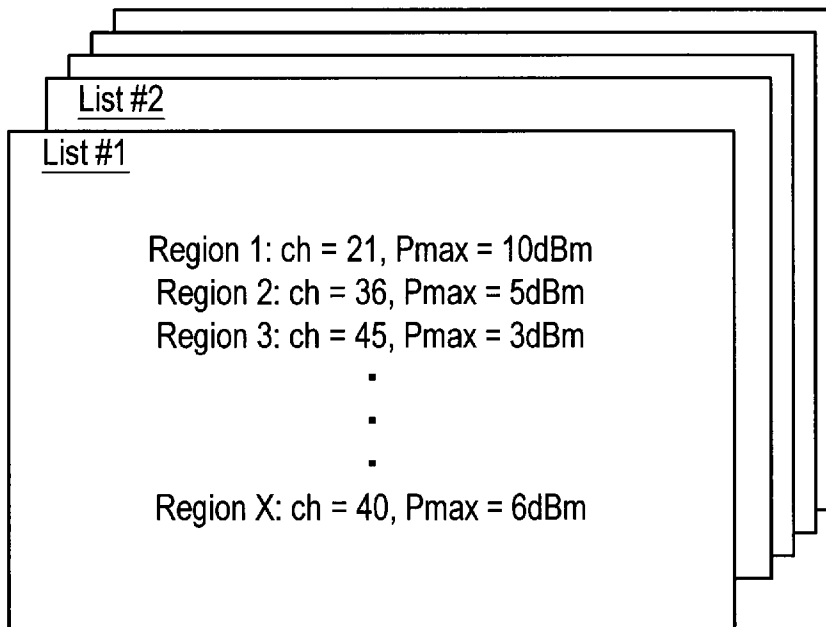 List #2
List #1
Region 1: ch = 21, Pmax = 10dBm
Region 2: ch = 36, Pmax = 5dBm
Region 3: ch = 45, Pmax = 3dBm
.
.
.
Region X: ch = 40, Pmax = 6dBm